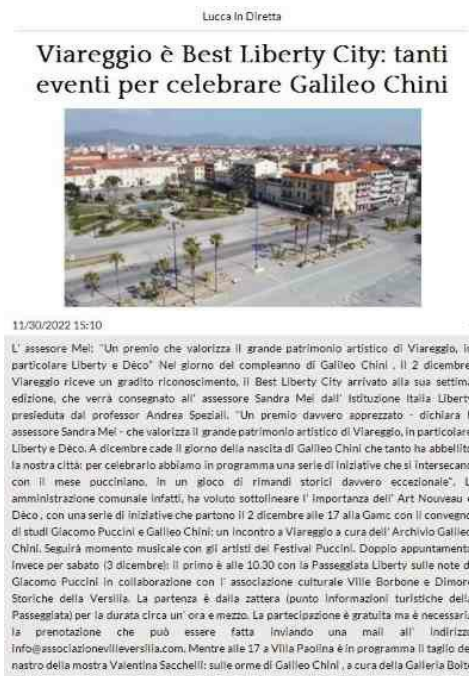 Lucca In Diretta
Viareggio è Best Liberty City: tanti
eventi per celebrare Galileo Chini
11/30/2022 15:10
L' assesore Mei: "Un premio che valorizza il grande patrimonio artistico di Viareggio, in
particolare Liberty e Dèco" Nel giorno del compleanno di Galileo Chini , il 2 dicembre,
Viareggio riceve un gradito riconoscimento, il Best Liberty City arrivato alla sua settima
edizione, che verrà consegnato all' assessore Sandra Mei dall' Istituzione Italia Liberty
presieduta dal professor Andrea Speziali. "Un premio davvero apprezzato - dichiara l'
assessore Sandra Mei - che valorizza il grande patrimonio artistico di Viareggio, in particolare
Liberty e Dèco. A dicembre cade il giorno della nascita di Galileo Chini che tanto ha abbellito
la nostra città: per celebrarlo abbiamo in programma una serie di iniziative che si intersecano
con il mese pucciniano, in un gioco di rimandi storici davvero eccezionale". L'
amministrazione comunale infatti, ha voluto sottolineare l' importanza dell' Art Nouveau e
Dèco , con una serie di iniziative che partono il 2 dicembre alle 17 alla Gamc con il convegno
di studi Giacomo Puccini e Galileo Chini: un incontro a Viareggio a cura dell' Archivio Galileo
Chini. Seguirà momento musicale con gli artisti del Festival Puccini. Doppio appuntamento
invece per sabato (3 dicembre): il primo è alle 10.30 con la Passeggiata Liberty sulle note di
Giacomo Puccini in collaborazione con l' associazione culturale Ville Borbone e Dimore
Storiche della Versilia. La partenza è dalla zattera (punto informazioni turistiche della
Passeggiata) per la durata circa un' ora e mezzo. La partecipazione è gratuita ma è necessaria
la prenotazione che può essere fatta inviando una mail all' indirizzo
info@associazionevilleversilia.com. Mentre alle 17 a Villa Paolina è in programma il taglio del
nastro della mostra Valentina Sacchelli: sulle orme di Galileo Chini , a cura della Galleria